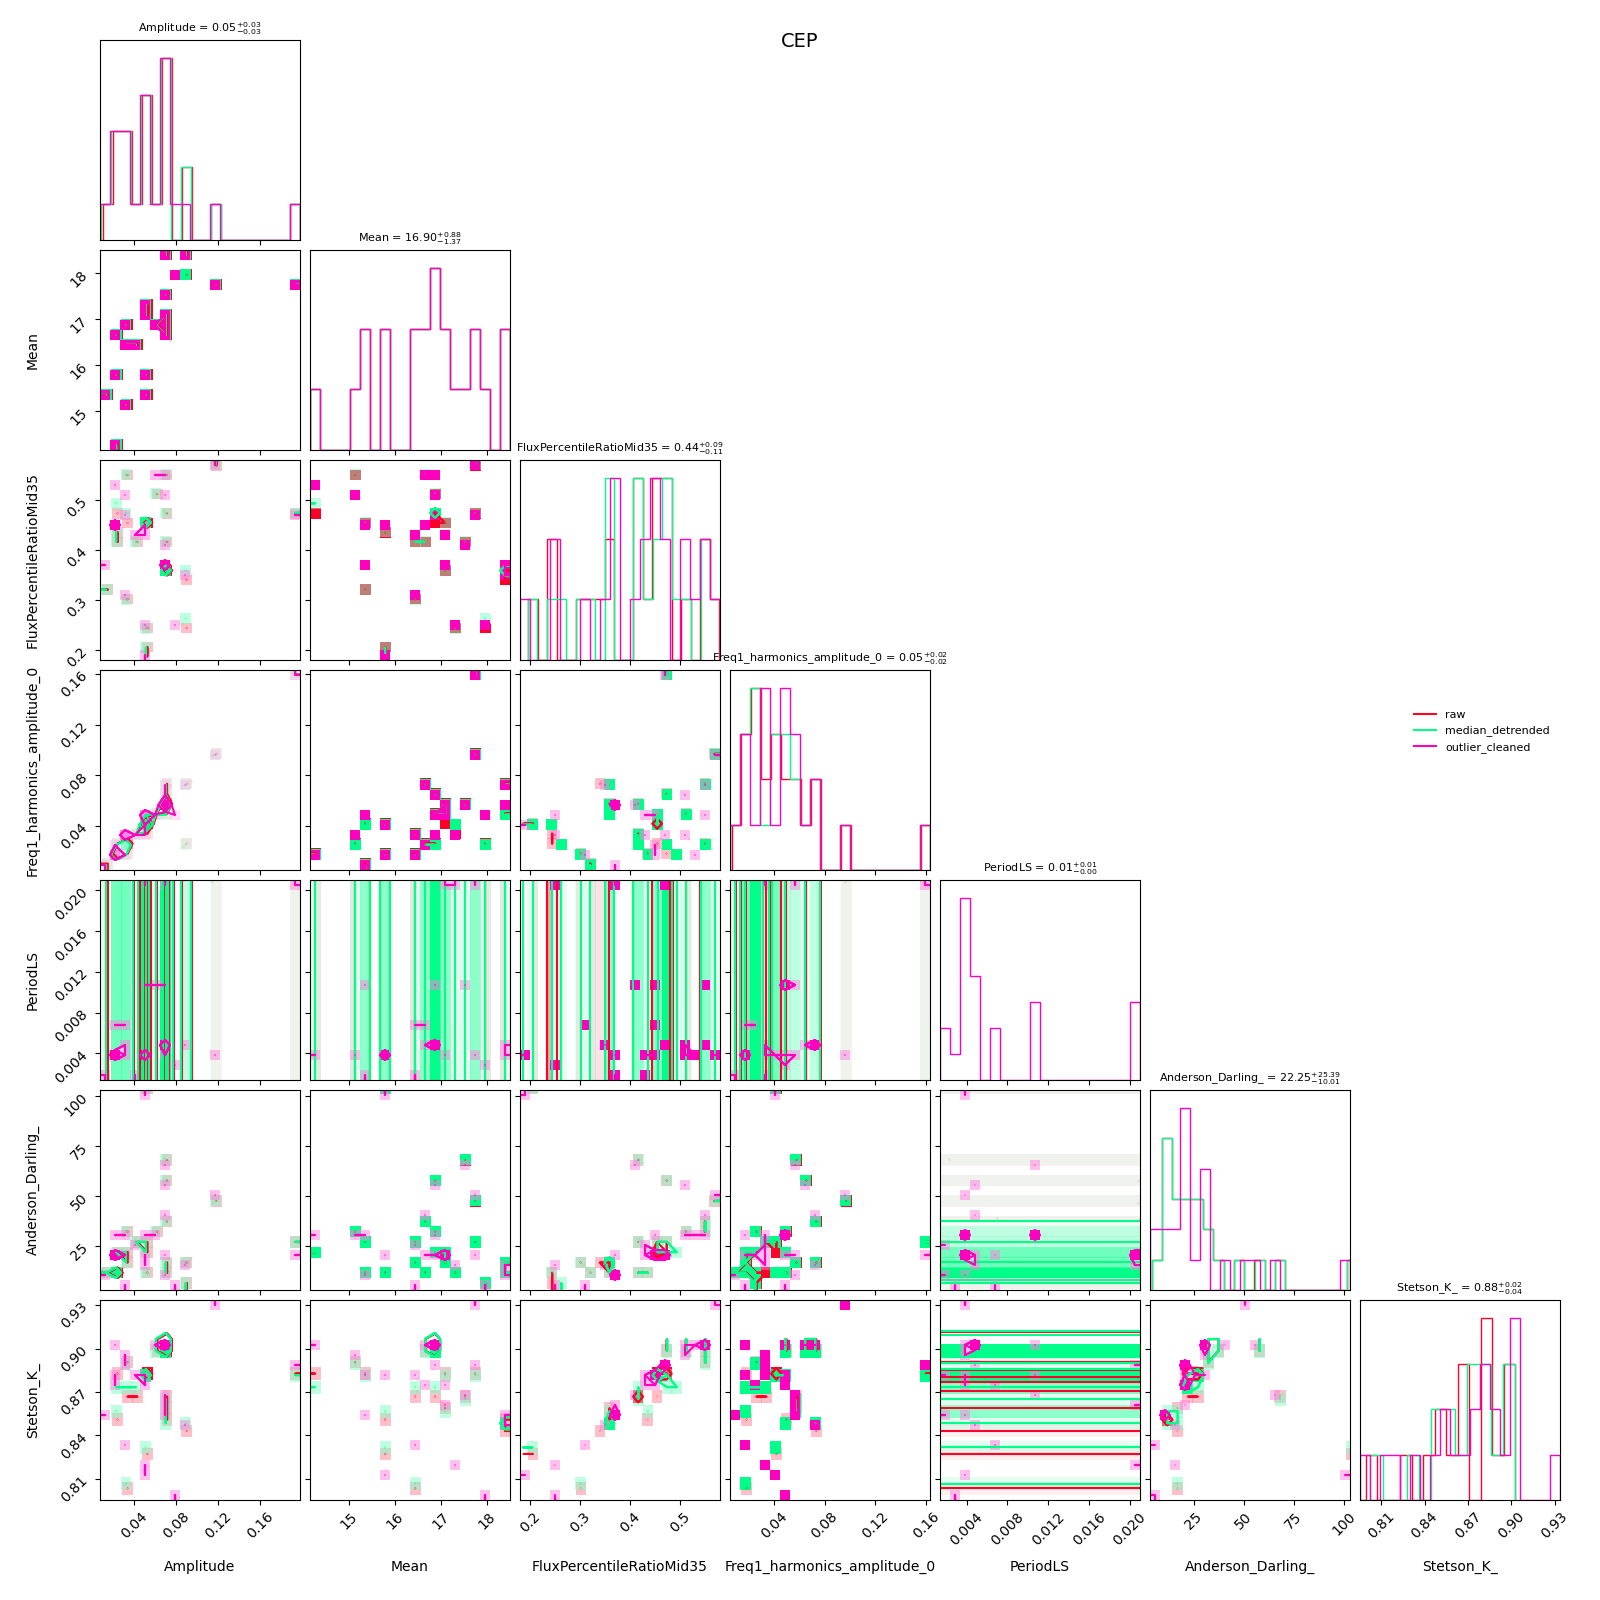 CEP
Amplitude = 0.05+0.03 −0.03
Mean = 16.90+0.88 −1.37
18
17
16
15
Mean
FluxPercentileRatioMid35 = 0.44+0.09 −0.11
0.5
0.4
0.3
0.2
FluxPercentileRatioMid35
Freq1_harmonics_amplitude_0 = 0.05+0.02 −0.02
0.16
0.12
0.08
0.04
Freq1_harmonics_amplitude_0
raw
median_detrended
outlier_cleaned
PeriodLS = 0.01+0.01 −0.00
0.020
0.016
0.012
0.008
0.004
PeriodLS
Anderson_Darling_ = 22.25+25.39 −10.01
100
75
50
25
Anderson_Darling_
Stetson_K_ = 0.88+0.02 −0.04
0.93
0.90
0.87
0.84
0.81
Stetson_K_
0.04 0.08 0.12 0.16 15 16 17 18 0.2 0.3 0.4 0.5 0.04 0.08 0.12 0.16 0.004 0.008 0.012 0.016 0.020 25 50 75 100 0.81 0.84 0.87 0.90 0.93
Amplitude Mean FluxPercentileRatioMid35 Freq1_harmonics_amplitude_0 PeriodLS Anderson_Darling_ Stetson_K_